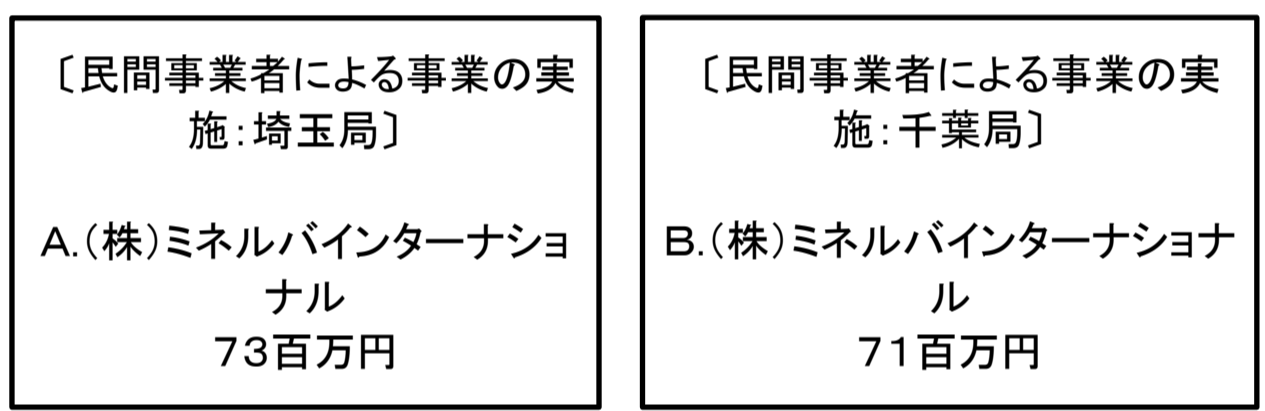 〔民間事業者による事業の実
施:埼玉局〕
A.(株)ミネルバインターナショ
ナル
73百万円
〔民間事業者による事業の実
施:千葉局〕
B.(株)ミネルバインターナショナ
ル
71百万円